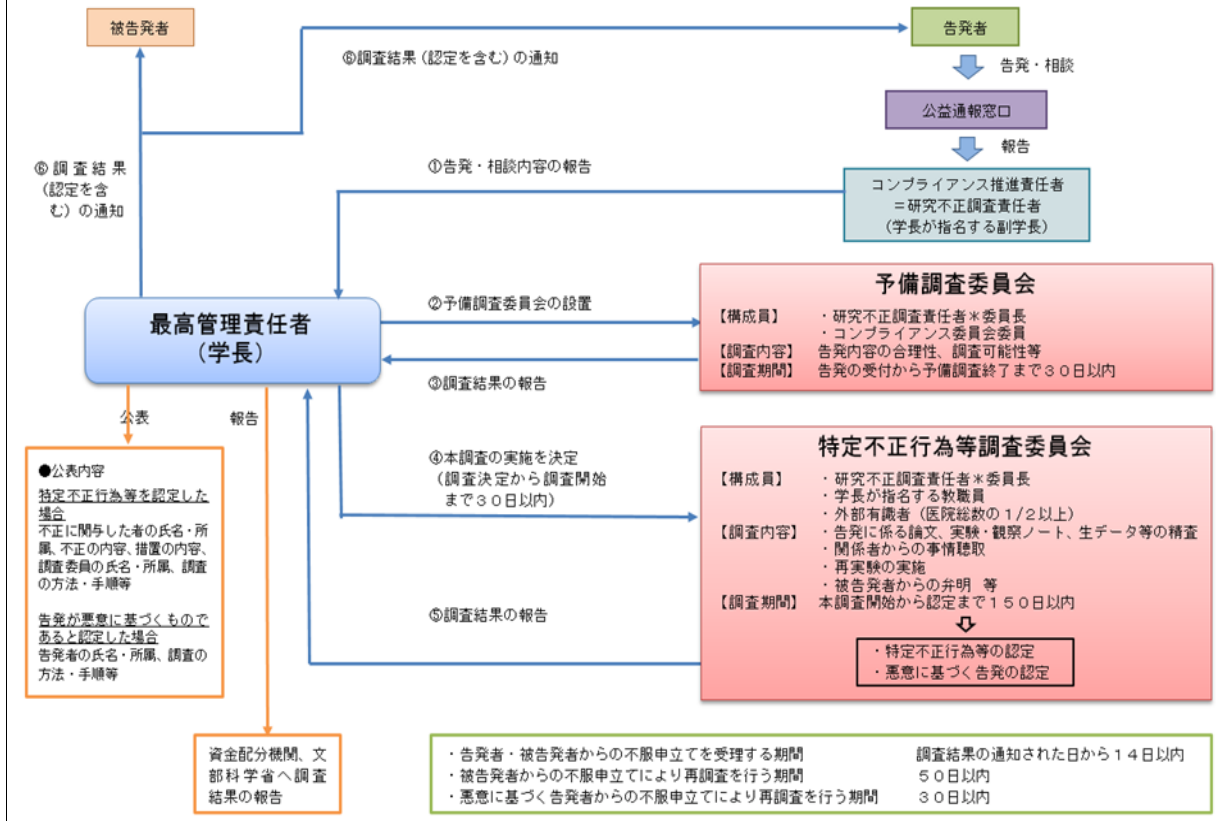 被告発者
告発者
⑥調査結果（認定を含む）の通知
告発・相談
公益通報窓口
報告
⑥調査結果
（認定を含
む）の通知
①告発・相談内容の報告
コンプライアンス推進責任者
＝研究不正調査責任者
（学長が指名する副学長）
最高管理責任者
（学長）
②予備調査委員会の設置
③調査結果の報告
予備調査委員会
【構成員】　・研究不正調査責任者＊委員長
・コンプライアンス委員会委員
【調査内容】　告発内容の合理性、調査可能性等
【調査期間】　告発の受付から予備調査終了まで３０日以内
公表
報告
④本調査の実施を決定
（調査決定から調査開始
まで３０日以内）
⑤調査結果の報告
特定不正行為等調査委員会
【構成員】　・研究不正調査責任者＊委員長
・学長が指名する教職員
・外部有識者（医院総数の１/２以上）
【調査内容】　・告発に係る論文、実験・観察ノート、生データ等の精査
・関係者からの事情聴取
・再実験の実施
・被告発者からの弁明　等
【調査期間】　本調査開始から認定まで１５０日以内
・特定不正行為等の認定
・悪意に基づく告発の認定
●公表内容
特定不正行為等を認定した
場合
不正に関与した者の氏名・所
属、不正の内容、措置の内容、
調査委員の氏名・所属、調査
の方法・手順等
告発が悪意に基づくもので
あると認定した場合
告発者の氏名・所属、調査の
方法・手順等
資金配分機関、文
部科学省へ調査
結果の報告
・告発者・被告発者からの不服申立てを受理する期間　調査結果の通知された日から１４日以内
・被告発者からの不服申立てにより再調査を行う期間　５０日以内
・悪意に基づく告発者からの不服申立てにより再調査を行う期間　３０日以内